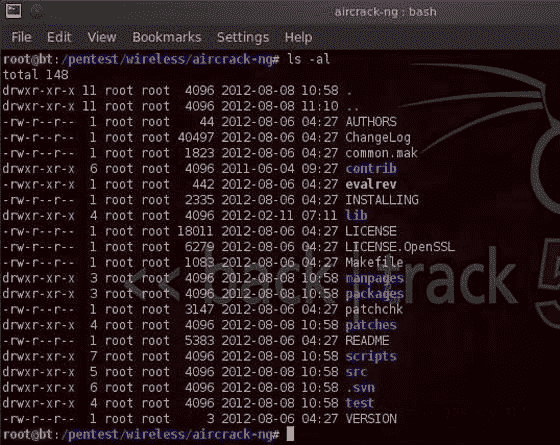 aircrack-ng : bash
File Edit View Bookmarks Settings Help
root@bt:/pentest/wireless/aircrack-ng# ls -al
total 148
drwxr-xr-x 11 root root  4096 2012-08-08 10:58 .
drwxr-xr-x 11 root root  4096 2012-08-08 11:10 ..
-rw-r--r--  1 root root    44 2012-08-06 04:27 AUTHORS
-rw-r--r--  1 root root 40497 2012-08-06 04:27 ChangeLog
-rw-r--r--  1 root root  1823 2012-08-06 04:27 common.mak
drwxr-xr-x  6 root root  4096 2011-06-04 09:27 contrib
-rwxr-xr-x  1 root root   442 2012-08-06 04:27 evalrev
-rw-r--r--  1 root root  2335 2012-08-06 04:27 INSTALLING
drwxr-xr-x  4 root root  4096 2012-02-11 07:11 lib
-rw-r--r--  1 root root 18011 2012-08-06 04:27 LICENSE
-rw-r--r--  1 root root  6279 2012-08-06 04:27 LICENSE.OpenSSL
-rw-r--r--  1 root root  1083 2012-08-06 04:27 Makefile
drwxr-xr-x  3 root root  4096 2012-08-08 10:58 manpages
drwxr-xr-x  3 root root  4096 2012-08-08 10:58 packages
-rw-r--r--  1 root root  3147 2012-08-06 04:27 patchchk
drwxr-xr-x  4 root root  4096 2012-08-08 10:58 patches
-rw-r--r--  1 root root  5383 2012-08-06 04:27 README
drwxr-xr-x  7 root root  4096 2012-08-08 10:58 scripts
drwxr-xr-x  5 root root  4096 2012-08-08 10:58 src
drwxr-xr-x  6 root root  4096 2012-08-08 10:58 .svn
drwxr-xr-x  4 root root  4096 2012-08-08 10:58 test
-rw-r--r--  1 root root     3 2012-08-06 04:27 VERSION
root@bt:/pentest/wireless/aircrack-ng#
<< back | track 5